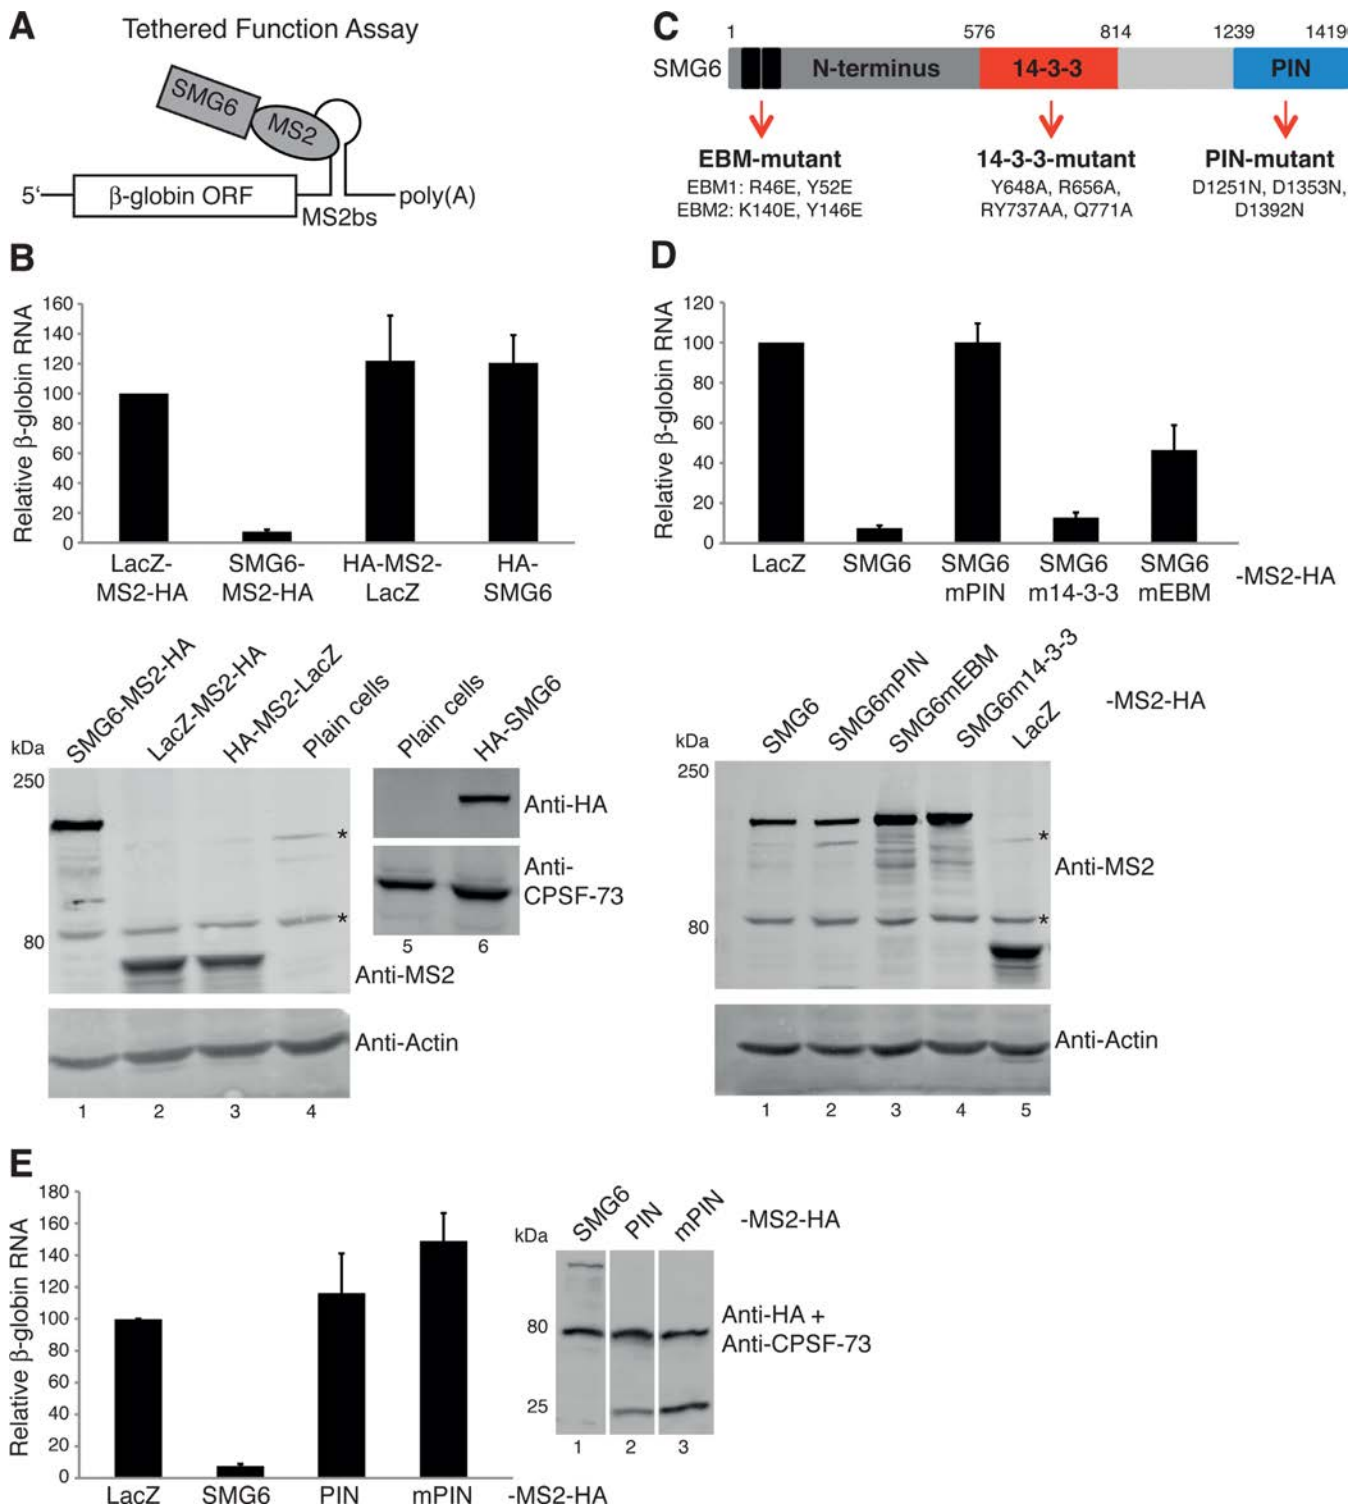 A
Tethered Function Assay
SMG6
MS2
5‘
β-globin ORF
MS2bs
poly(A)
C
1
576
814
1239
1419
SMG6
N-terminus
14-3-3
PIN
EBM-mutant
EBM1: R46E, Y52E
EBM2: K140E, Y146E
14-3-3-mutant
Y648A, R656A,
RY737AA, Q771A
PIN-mutant
D1251N, D1353N,
D1392N
B
Relative β-globin RNA
160
140
120
100
80
60
40
20
0
LacZ-
MS2-HA
SMG6-
MS2-HA
HA-MS2-
LacZ
HA-
SMG6
kDa
SMG6-MS2-HA
LacZ-MS2-HA
HA-MS2-LacZ
Plain cells
250
80
*
*
Anti-MS2
Anti-Actin
1
2
3
4
Plain cells
HA-SMG6
Anti-HA
Anti-
CPSF-73
5
6
D
Relative β-globin RNA
120
100
80
60
40
20
0
LacZ
SMG6
SMG6
mPIN
SMG6
m14-3-3
SMG6
mEBM
-MS2-HA
kDa
SMG6
SMG6mPIN
SMG6mEBM
SMG6m14-3-3
LacZ
-MS2-HA
250
80
*
*
Anti-MS2
Anti-Actin
1
2
3
4
5
E
Relative β-globin RNA
180
160
140
120
100
80
60
40
20
0
LacZ
SMG6
PIN
mPIN
-MS2-HA
kDa
SMG6
PIN
mPIN
-MS2-HA
80
25
Anti-HA +
Anti-CPSF-73
1
2
3